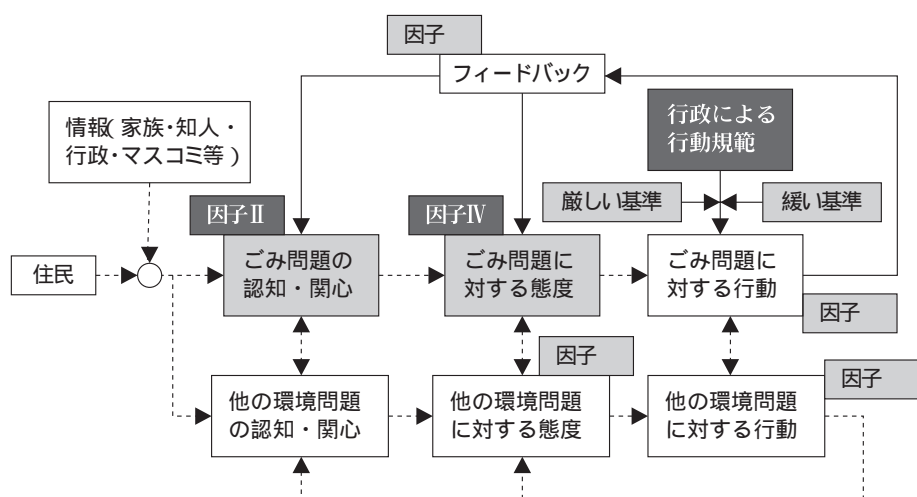 因子
フィードバック
情報(家族・知人・
行政・マスコミ等)
行政による
行動規範
厳しい基準
緩い基準
因子Ⅱ
因子Ⅳ
住民
ごみ問題の
認知・関心
ごみ問題に
対する態度
ごみ問題に
対する行動
因子
因子
因子
他の環境問題
の認知・関心
他の環境問題
に対する態度
他の環境問題
に対する行動